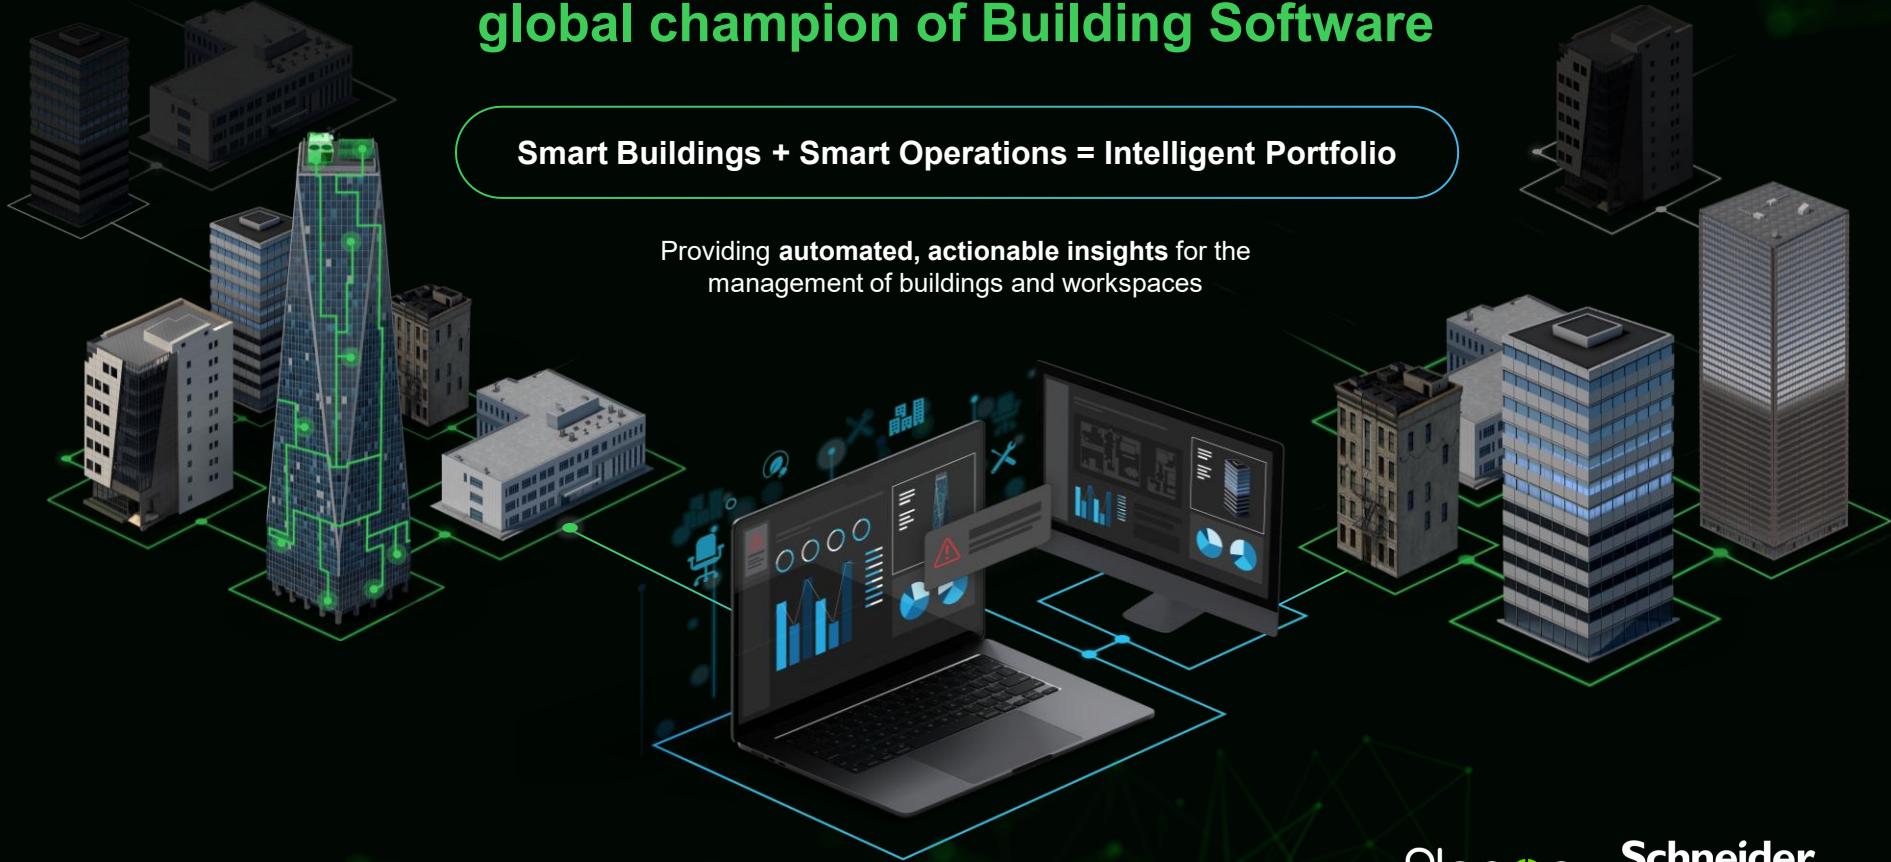 global champion of Building Software
Smart Buildings + Smart Operations = Intelligent Portfolio
Providing automated, actionable insights for the
management of buildings and workspaces
Schneider